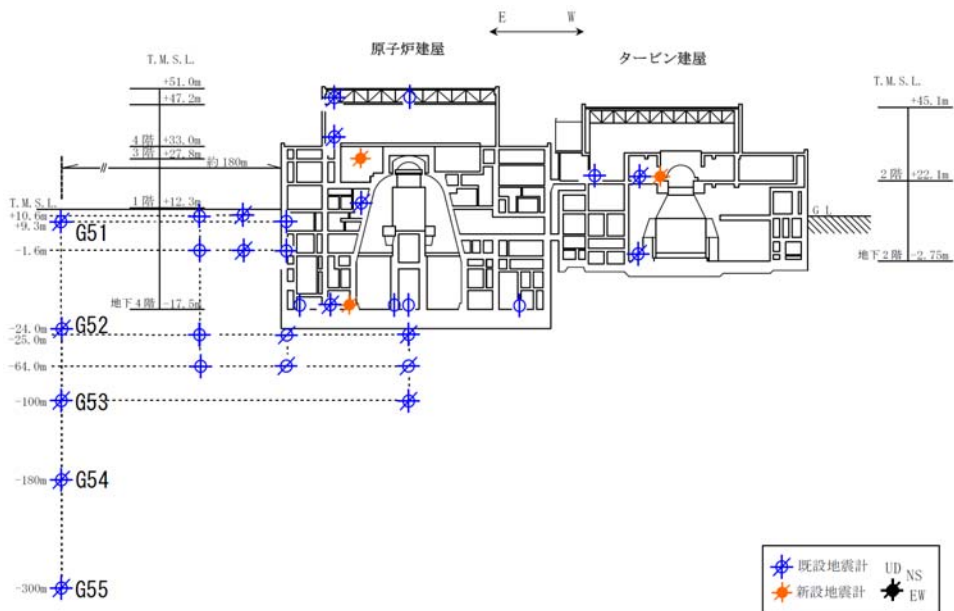 E W
原子炉建屋
タービン建屋
T.M.S.L.
+51.0m
+47.2m
4階 +33.0m
3階 +27.8m
約180m
1階 +12.3m
地下4階 -17.5m
T.M.S.L.
+10.6m
+9.3m
G51
-1.6m
-24.0m
G52
-25.0m
-64.0m
-100m
G53
-180m
G54
-300m
G55
T.M.S.L.
+45.1m
2階 +22.1m
G L
地下2階 -2.75m
既設地震計
新設地震計
UD
NS
EW